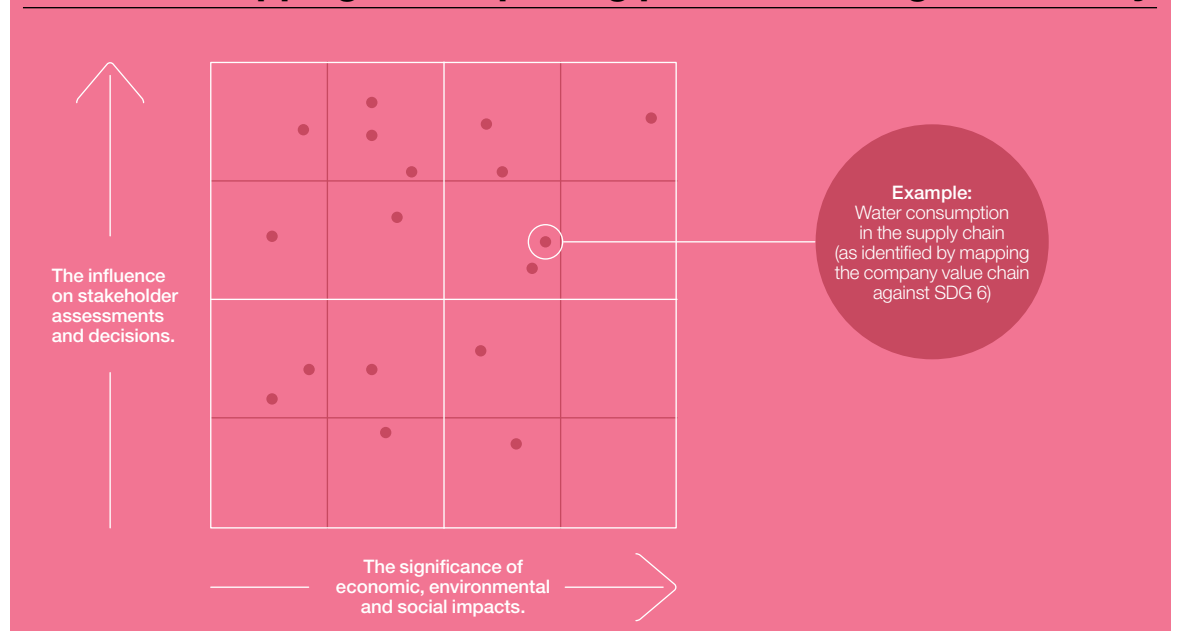 The influence
on stakeholder
assessments
and decisions.
Example:
Water consumption
in the supply chain
(as identified by mapping
the company value chain
against SDG 6)
The significance of
economic, environmental
and social impacts.